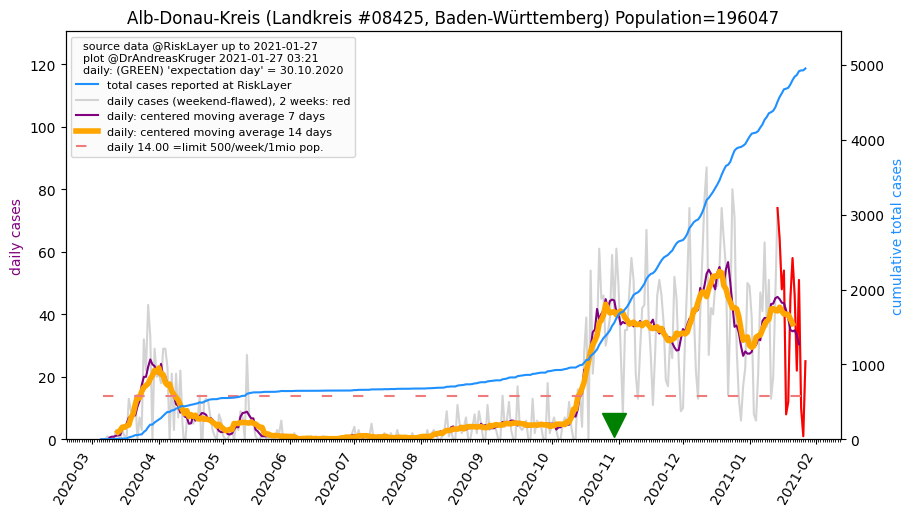 Alb-Donau-Kreis (Landkreis #08425, Baden-Württemberg) Population=196047
source data @RiskLayer up to 2021-01-27
plot @DrAndreasKruger 2021-01-27 03:21
daily: (GREEN) 'expectation day' = 30.10.2020
total cases reported at RiskLayer
daily cases (weekend-flawed), 2 weeks: red
daily: centered moving average 7 days
daily: centered moving average 14 days
daily 14.00 =limit 500/week/1mio pop.
daily cases
120
100
80
60
40
20
0
cumulative total cases
5000
4000
3000
2000
1000
0
2020-03
2020-04
2020-05
2020-06
2020-07
2020-08
2020-09
2020-10
2020-11
2020-12
2021-01
2021-02